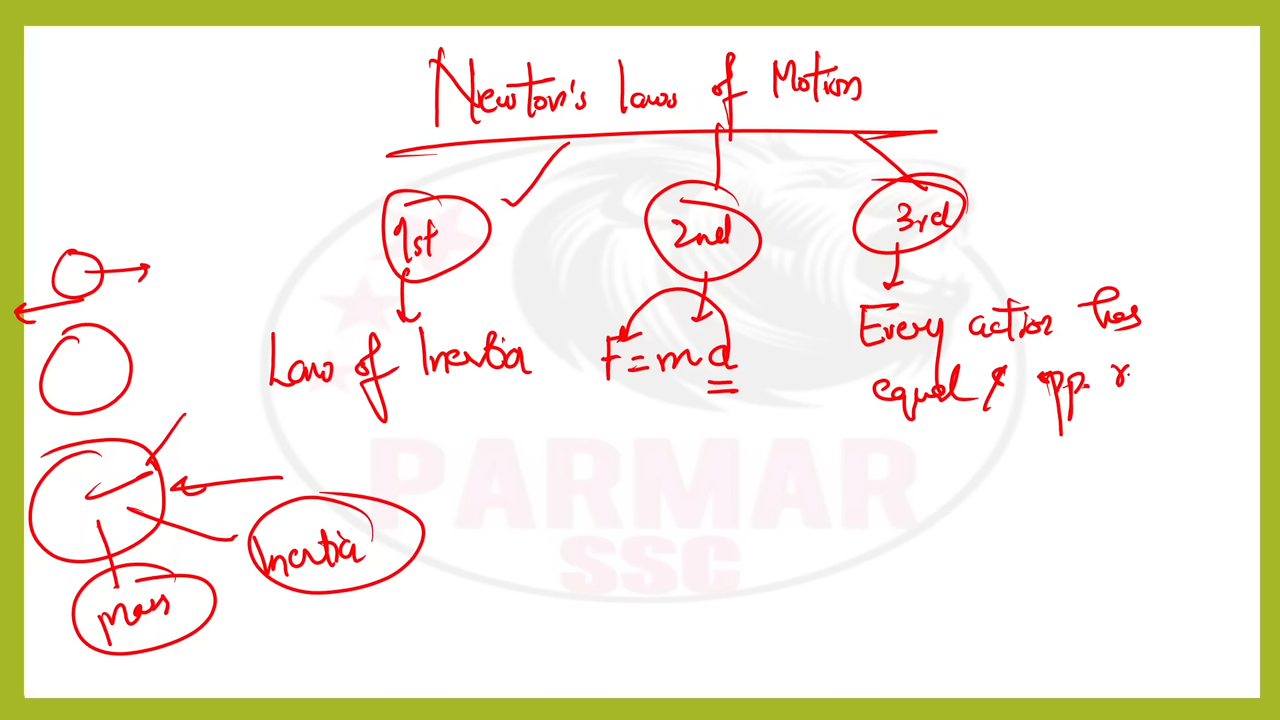 Newton's Laws of Motion
1st
2nd
3rd
Law of Inertia
F = ma
Every action has
equal & opp. r.
Inertia
Mass
PARMAR
SSC